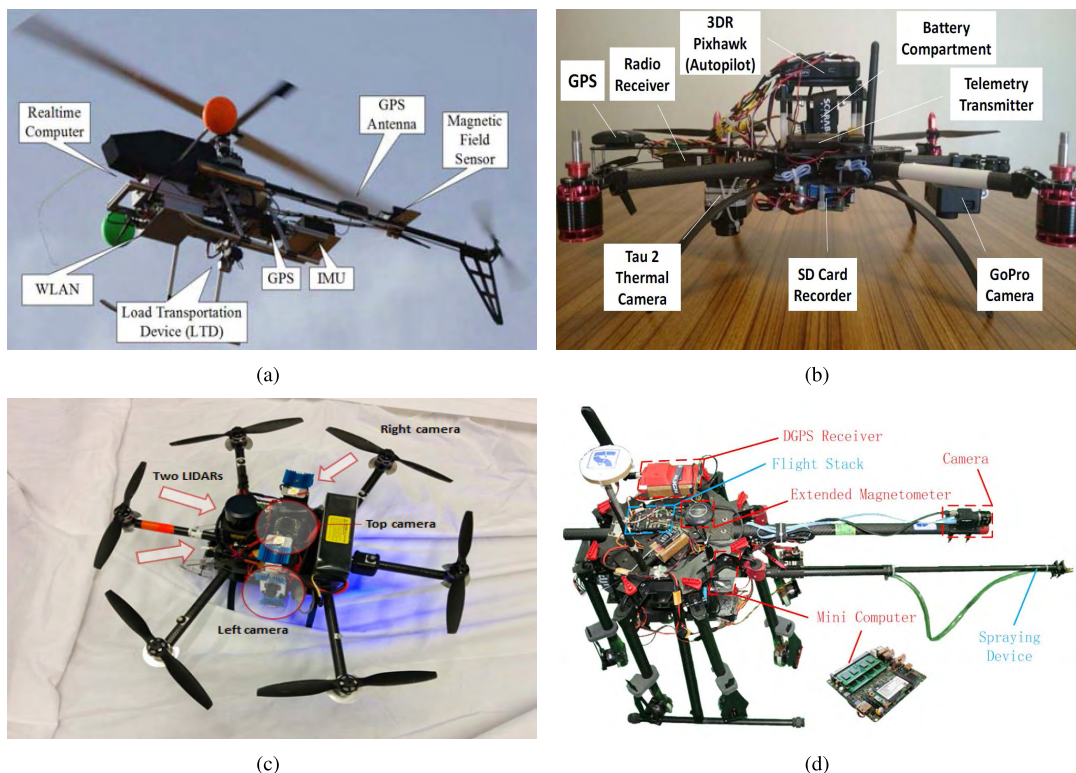 Realtime
Computer
GPS
Antenna
Magnetic
Field
Sensor
WLAN
Load Transportation
Device (LTD)
GPS
IMU
(a)
3DR
Pixhawk
(Autopilot)
Battery
Compartment
GPS
Radio
Receiver
Telemetry
Transmitter
Tau 2
Thermal
Camera
SD Card
Recorder
GoPro
Camera
(b)
Right camera
Two LIDARs
Top camera
Left camera
(c)
DGPS Receiver
Flight Stack
Camera
Extended Magnetometer
Mini Computer
Spraying
Device
(d)